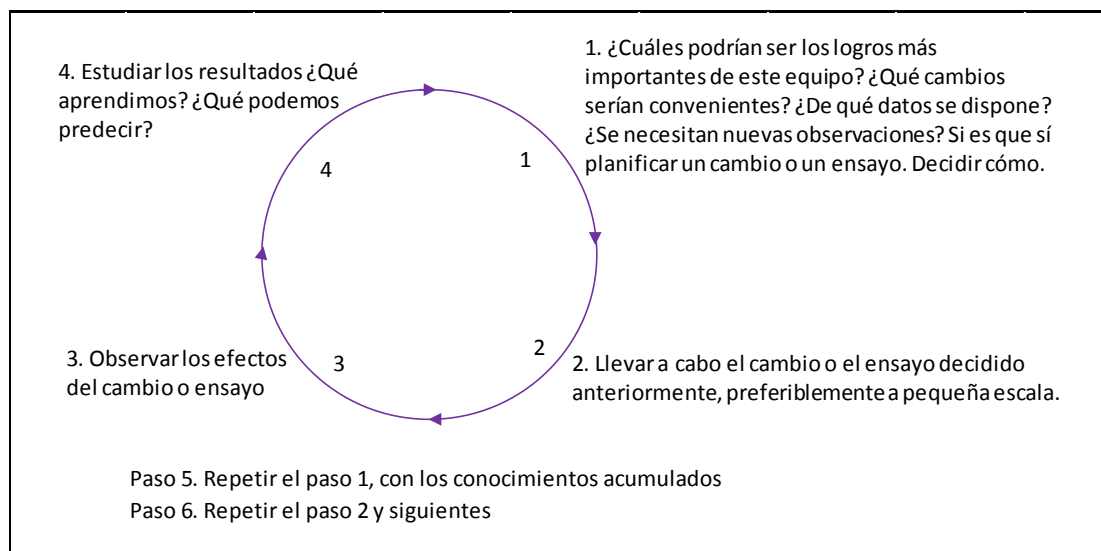 1. ¿Cuáles podrían ser los logros más
importantes de este equipo? ¿Qué cambios
serían convenientes? ¿De qué datos se dispone?
¿Se necesitan nuevas observaciones? Si es que sí
planificar un cambio o un ensayo. Decidir cómo.
4. Estudiar los resultados ¿Qué
aprendimos? ¿Qué podemos
predecir?
4
1
3
2
3. Observar los efectos
del cambio o ensayo
2. Llevar a cabo el cambio o el ensayo decidido
anteriormente, preferiblemente a pequeña escala.
Paso 5. Repetir el paso 1, con los conocimientos acumulados
Paso 6. Repetir el paso 2 y siguientes